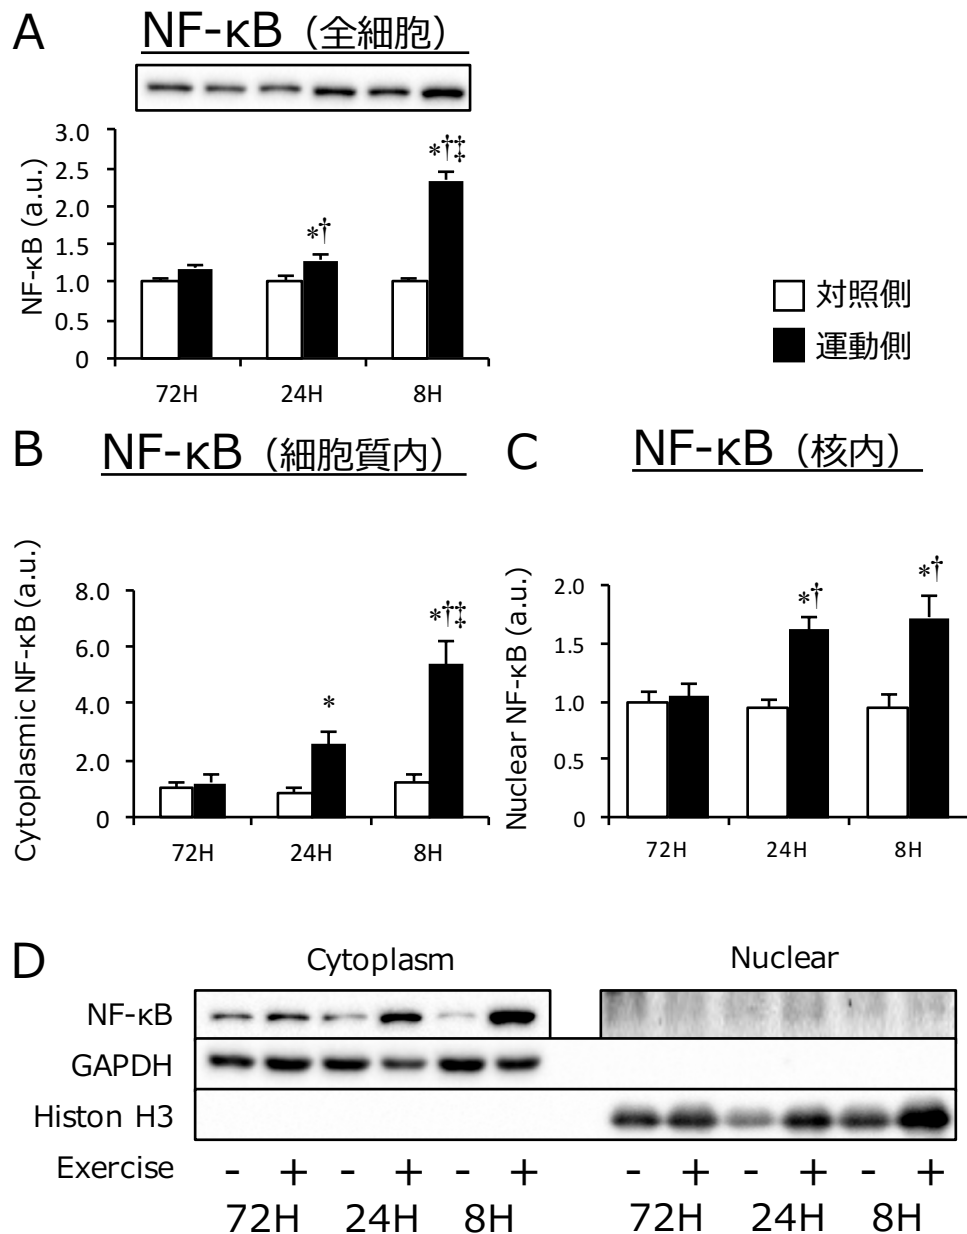 A
NF-κB（全細胞）
NF-κB (a.u.)
3.0
2.5
2.0
1.5
1.0
0.5
0
*†
*†‡
72H 24H 8H
対照側
運動側
B
NF-κB（細胞質内）
Cytoplasmic NF-κB (a.u.)
8.0
6.0
4.0
2.0
0
*
*†‡
72H 24H 8H
C
NF-κB（核内）
Nuclear NF-κB (a.u.)
2.0
1.5
1.0
0.5
0
*†
*†
72H 24H 8H
D
Cytoplasm Nuclear
NF-κB
GAPDH
Histon H3
Exercise - + - + - + - + - + - +
72H 24H 8H 72H 24H 8H